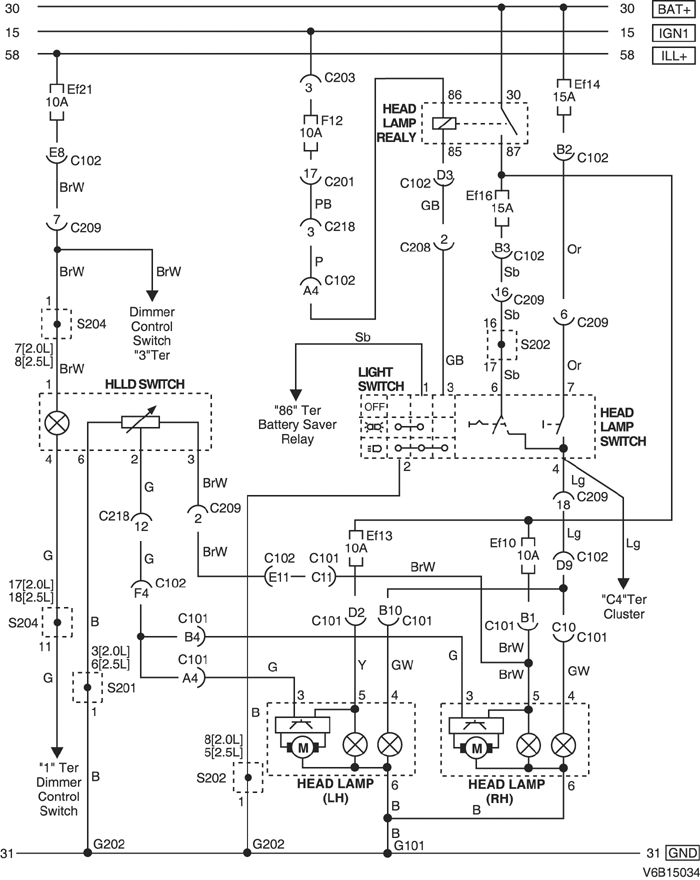 30 30 BAT+
15 15 IGN1
58 58 ILL+
Ef21
10A
C203
3
F12
10A
86 30
HEAD
LAMP
REALY
85 87
Ef14
15A
E8 C102
BrW
17 C201
PB
C102 D3
GB
Ef16
15A
B2 C102
7 C209
3 C218
P
C208 2
B3 C102
Sb
Or
BrW BrW
A4 C102
16 C209
Sb
6 C209
1
S204
7[2.0L]
8[2.5L]
BrW
Dimmer
Control
Switch
"3"Ter
16
S202
17
Sb
Or
Sb
GB
1
HLLD SWITCH
LIGHT
SWITCH
1 3 6 7
OFF
"86" Ter
Battery Saver
Relay
HEAD
LAMP
SWITCH
4 6 2 3
2 4
G
BrW
C218 12
C209 2
Lg
C209
18
G
BrW
Ef13
10A
Ef10
10A
Lg
Lg
G
C102
E11
C101
C11
BrW
D9 C102
"C4"Ter
Cluster
17[2.0L]
18[2.5L]
S204
11
F4 C102
B
C101
B4
D2
C101
B10
C101
C101 B1
C10
C101
BrW
3[2.0L]
6[2.5L]
S201
1
G
C101
A4
G
Y GW
G
BrW
GW
3 5 4
3 5 4
B
8[2.0L]
5[2.5L]
S202
1
M
M
"1" Ter
Dimmer
Control
Switch
B
HEAD LAMP
(LH)
6
HEAD LAMP
(RH)
6
B
B
B
31 G202 G202 G101 31 GND
V6B15034